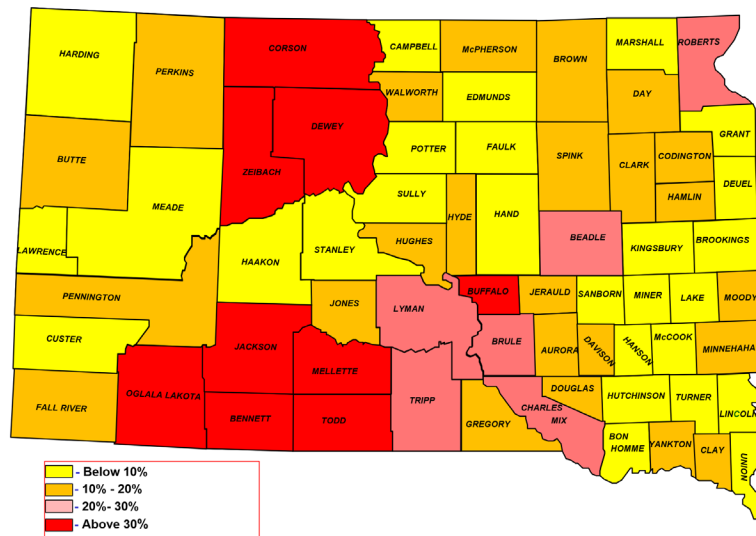 HARDING
PERKINS
CORSON
CAMPBELL
McPHERSON
BROWN
MARSHALL
ROBERTS
WALWORTH
EDMUNDS
DAY
DEWEY
ZEIBACH
BUTTE
MEADE
POTTER
FAULK
SPINK
CLARK
CODINGTON
HAMLIN
GRANT
DEUEL
SULLY
HYDE
HAND
LAWRENCE
HAAKON
STANLEY
HUGHES
BEADLE
KINGSBURY
BROOKINGS
PENNINGTON
JONES
LYMAN
BUFFALO
JERAULD
SANBORN
MINER
LAKE
MOODY
CUSTER
JACKSON
MELLETTE
BRULE
AURORA
DAVISON
HANSON
McCOOK
MINNEHAHA
FALL RIVER
OGLALA LAKOTA
BENNETT
TODD
TRIPP
GREGORY
DOUGLAS
CHARLES
MIX
HUTCHINSON
TURNER
LINCOLN
BON
HOMME
YANKTON
CLAY
UNION
- Below 10%
- 10% - 20%
- 20%- 30%
- Above 30%